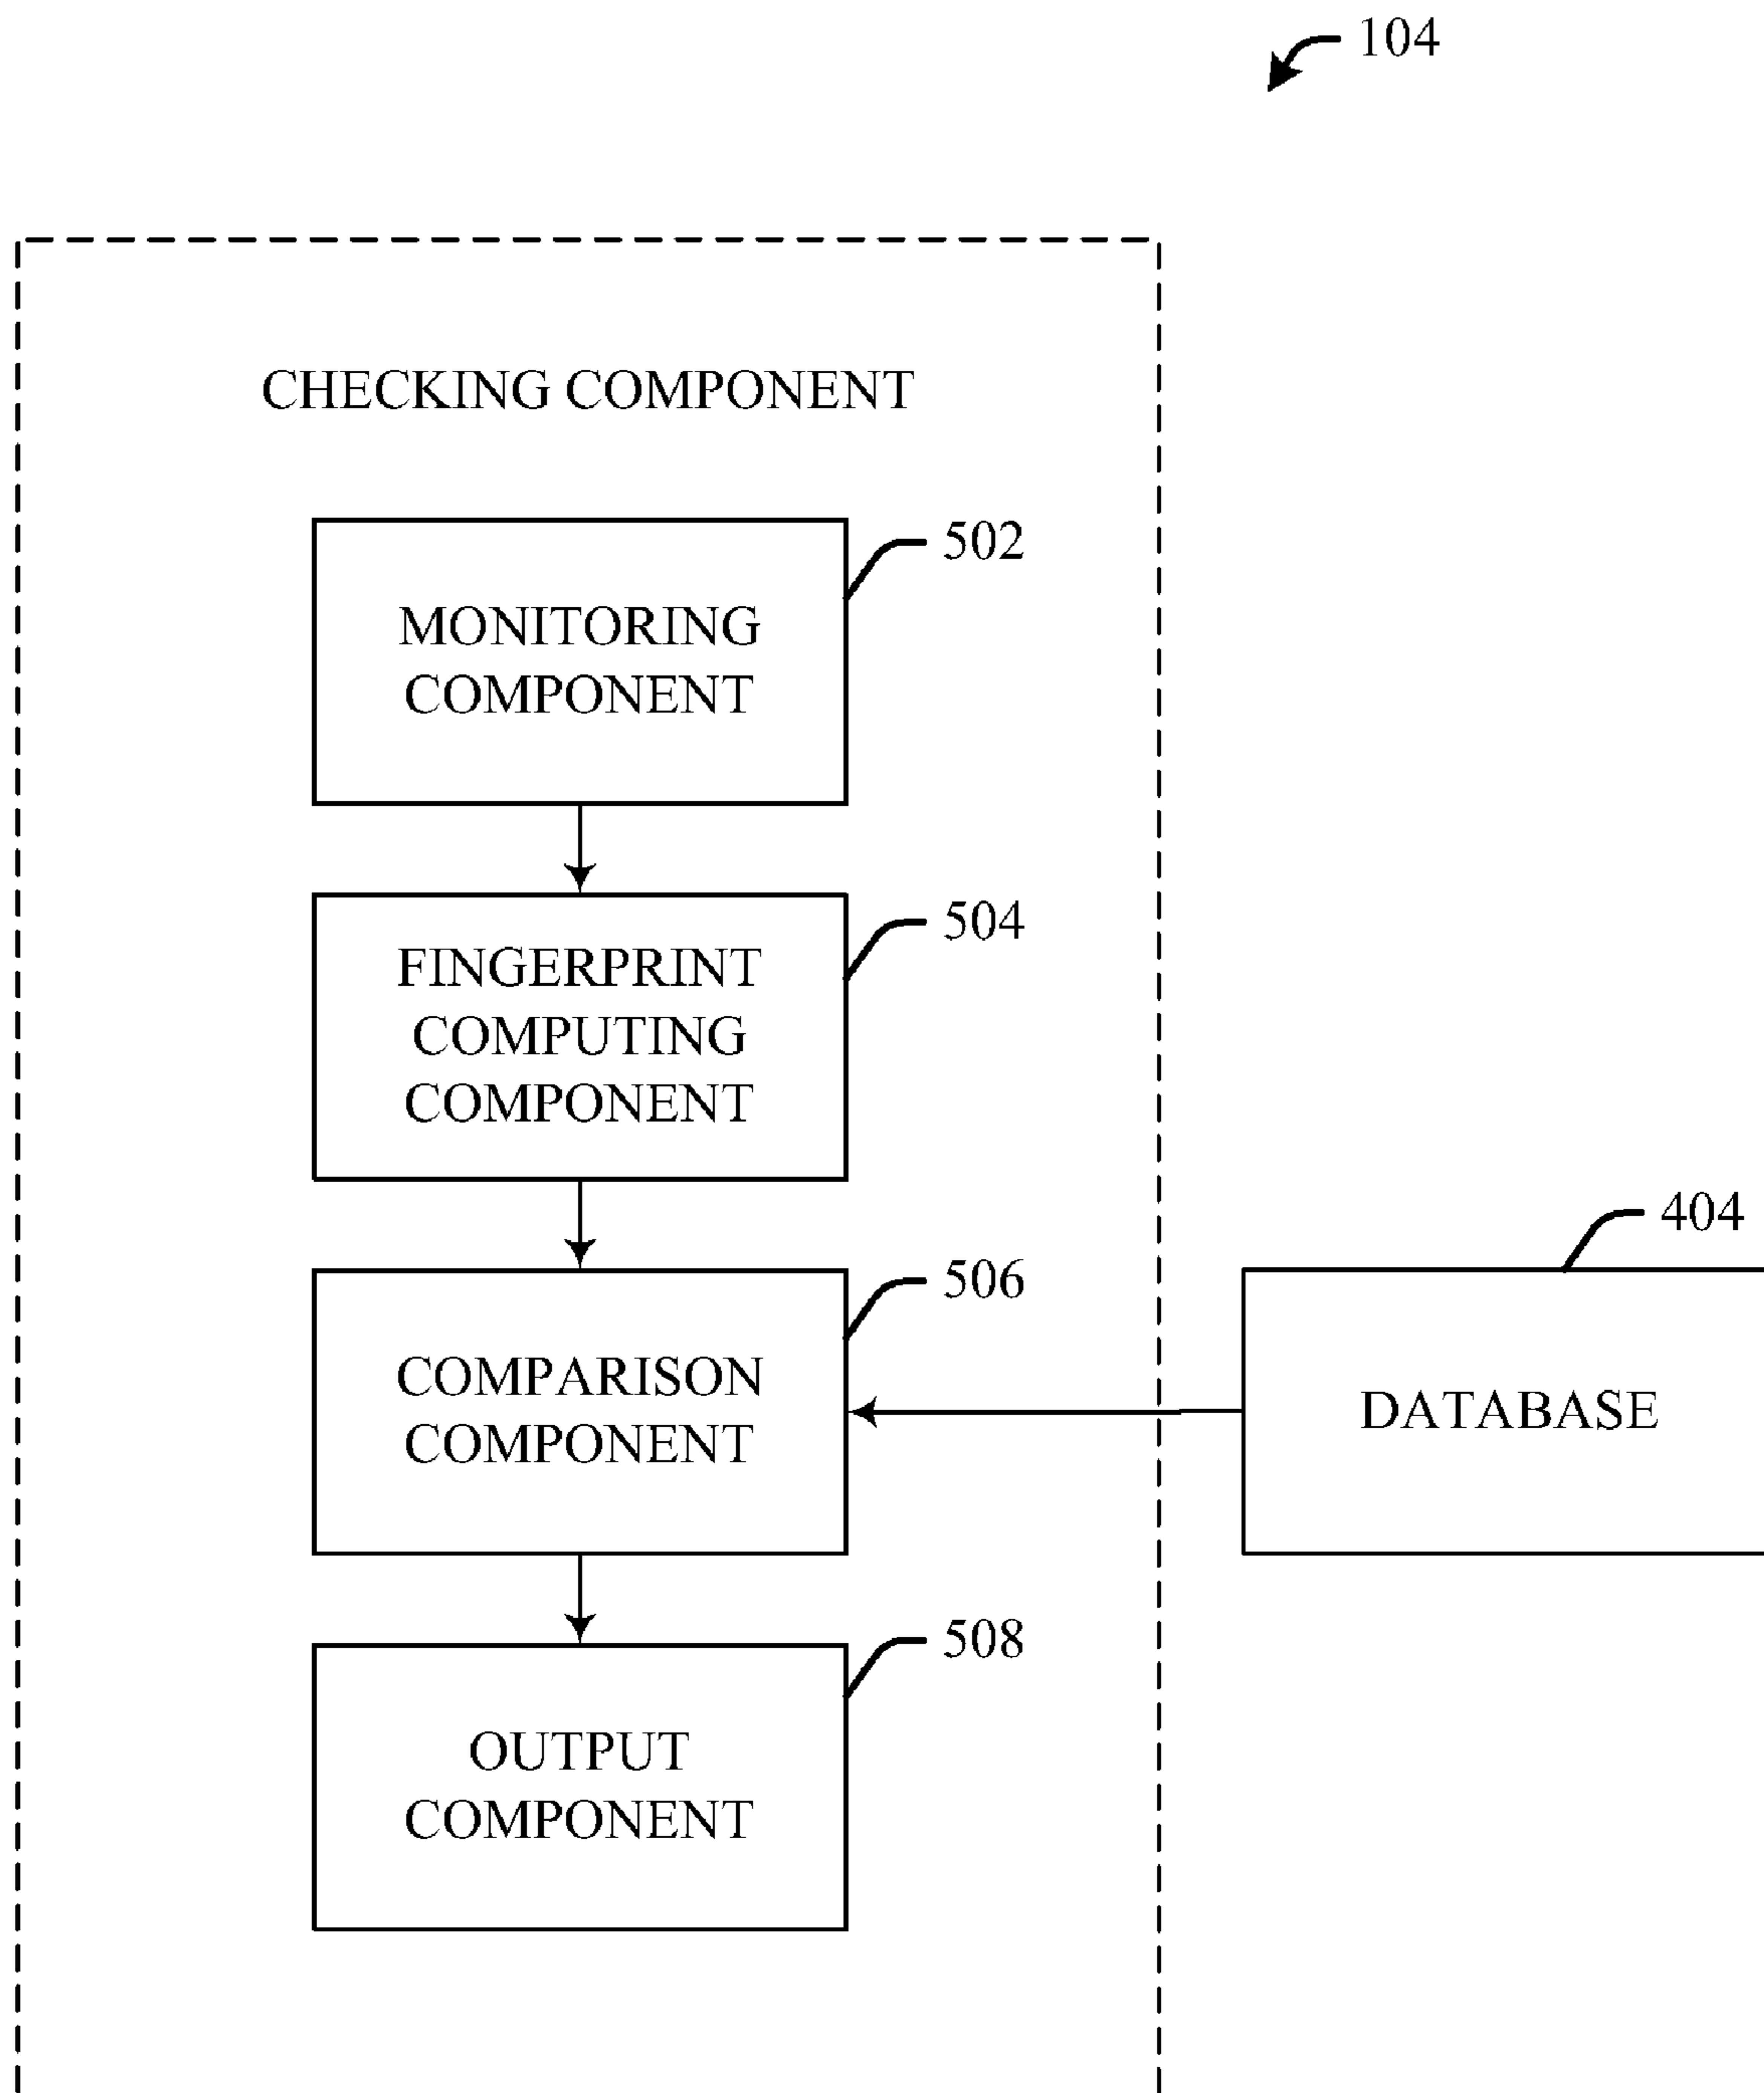 104
CHECKING COMPONENT
502
MONITORING
COMPONENT
504
FINGERPRINT
COMPUTING
COMPONENT
404
506
COMPARISON
COMPONENT
DATABASE
508
OUTPUT
COMPONENT